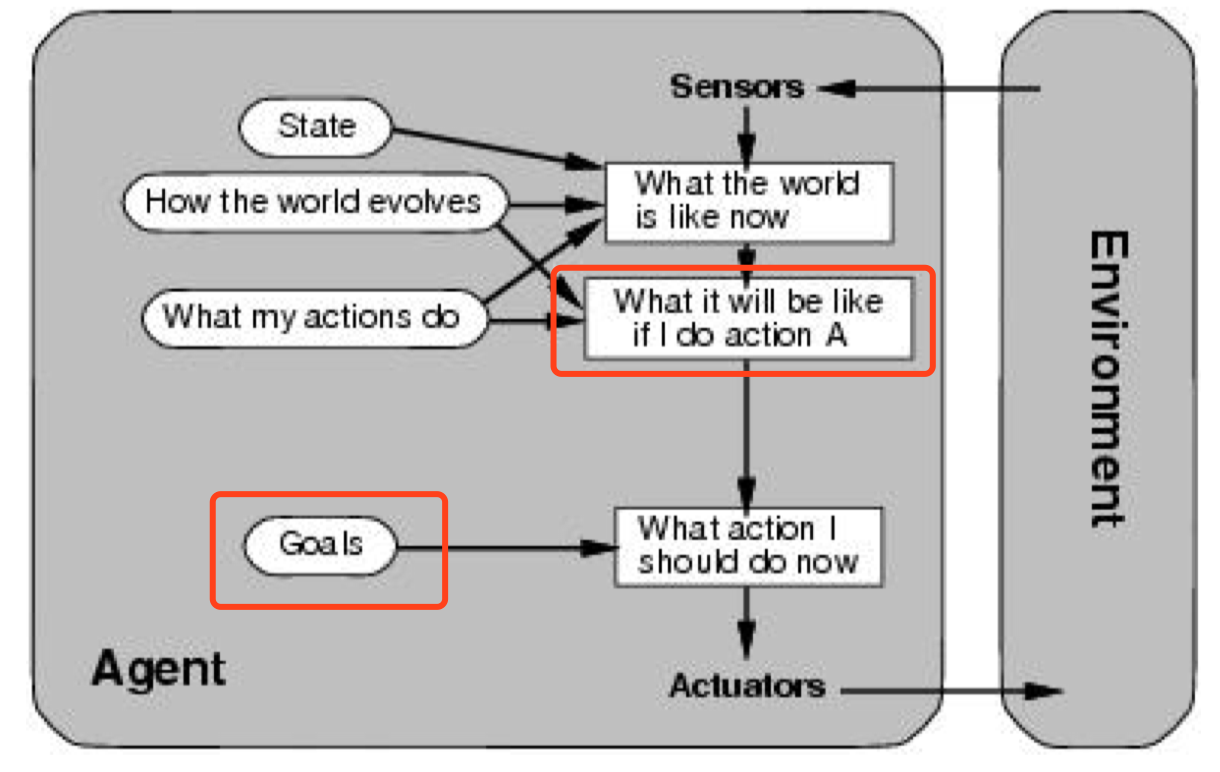 Sensors
State
What the world
is like now
How the world evolves
What it will be like
if I do action A
What my actions do
Goals
What action I
should do now
Agent
Actuators
Environment